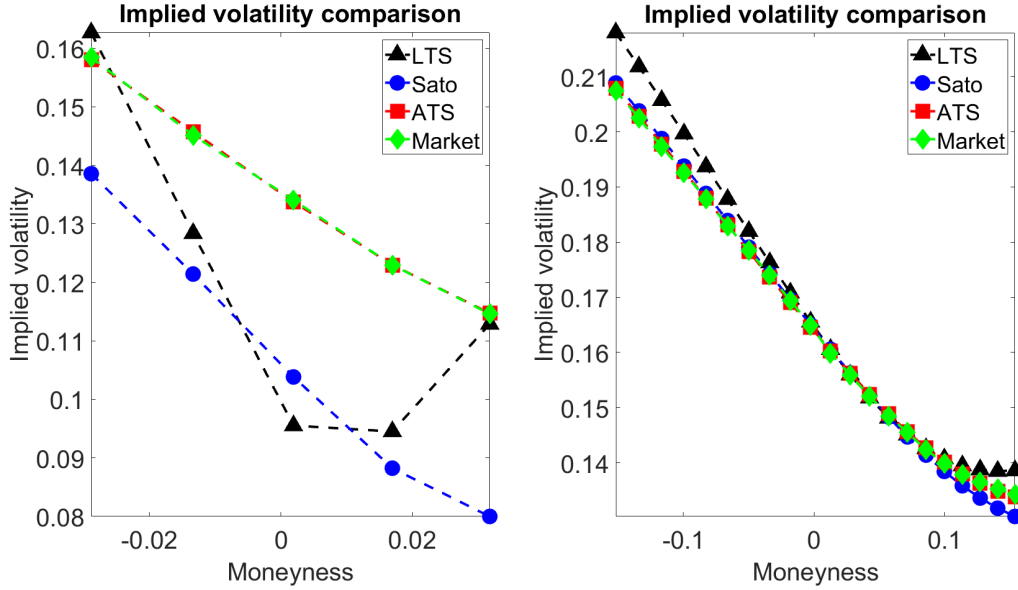 Implied volatility comparison
0.16
0.15
0.14
0.13
0.12
0.11
0.1
0.09
0.08
Implied volatility
-0.02
0
0.02
Moneyness
LTS
Sato
ATS
Market
Implied volatility comparison
0.21
0.2
0.19
0.18
0.17
0.16
0.15
0.14
Implied volatility
-0.1
0
0.1
Moneyness
LTS
Sato
ATS
Market